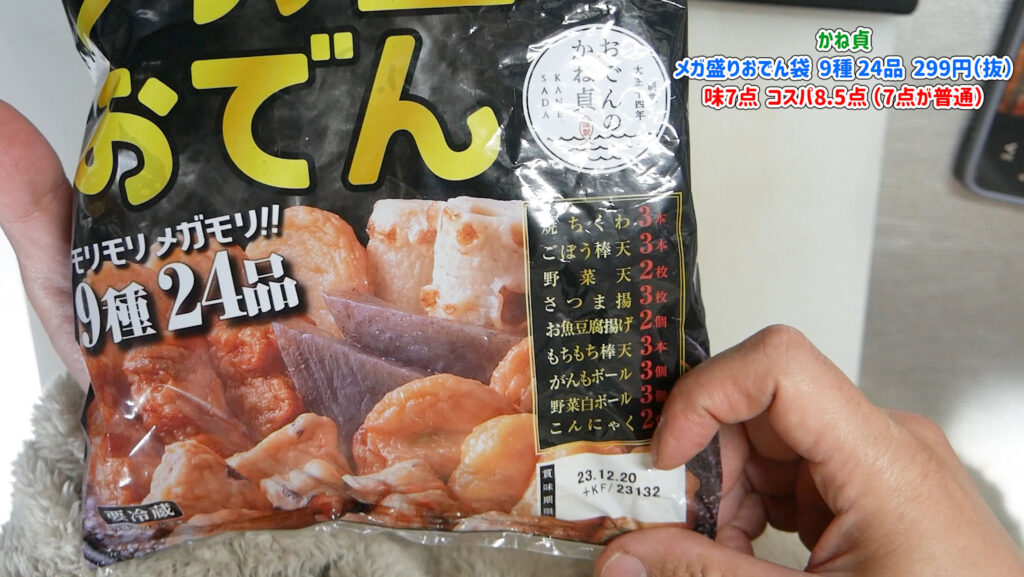 かね貞
メガ盛りおでん袋 9種24品 299円(抜)
味7点 コスパ8.5点 (7点が普通)
おでん
おでんの
かね貞
KANE
SADA
モリモリ メガモリ!!
9種24品
焼ちくわ 3本
ごぼう棒天 3本
野菜天 2枚
さつま揚 3枚
お魚豆腐揚げ 2個
もちもち棒天 3本
がんもボール 3個
野菜白ボール 3個
こんにゃく 2
賞味期限
23.12.20
+KF/23132
要冷蔵